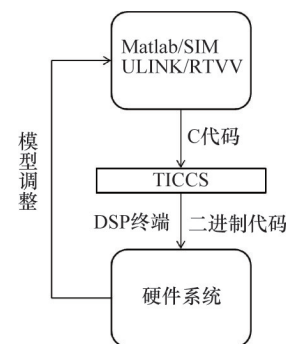 Matlab/SIM
ULINK/RTVV
C代码
TICCS
DSP终端
二进制代码
硬件系统
模型调整